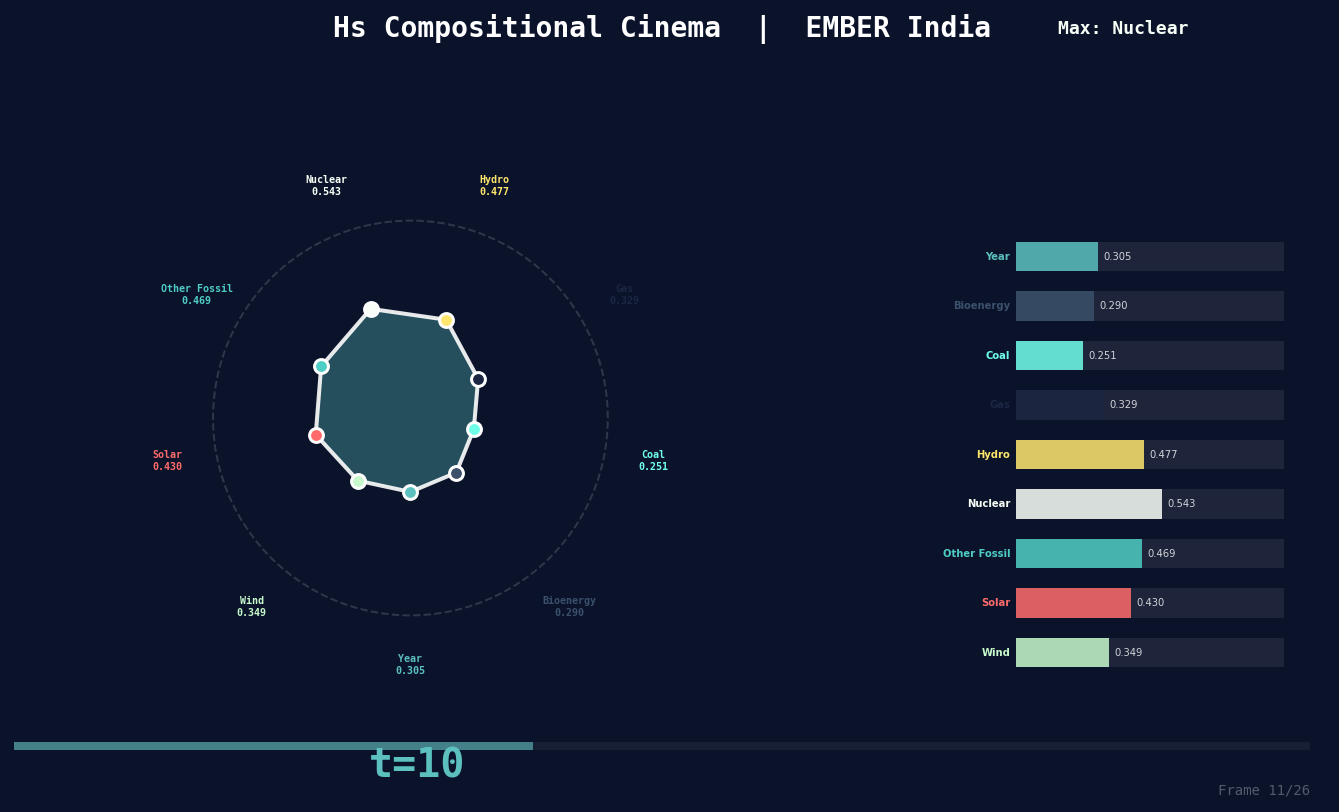 Hs Compositional Cinema | EMBER India
Max: Nuclear
Nuclear
0.543
Hydro
0.477
Other Fossil
0.469
Gas
0.329
Solar
0.430
Coal
0.251
Wind
0.349
Bioenergy
0.290
Year
0.305
Year 0.305
Bioenergy 0.290
Coal 0.251
Gas 0.329
Hydro 0.477
Nuclear 0.543
Other Fossil 0.469
Solar 0.430
Wind 0.349
t=10
Frame 11/26